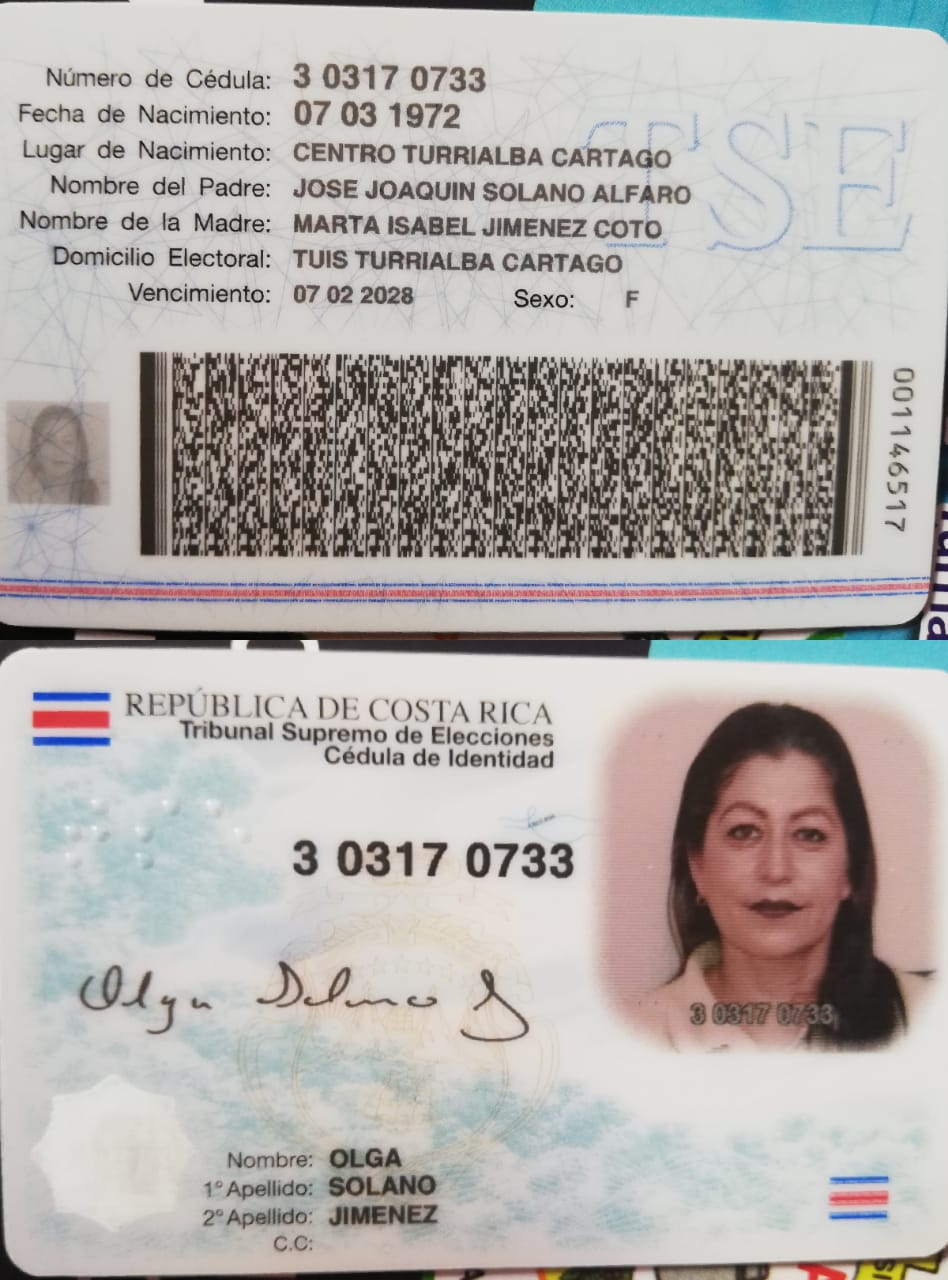 Número de Cédula: 3 0317 0733
Fecha de Nacimiento: 07 03 1972
Lugar de Nacimiento: CENTRO TURRIALBA CARTAGO
Nombre del Padre: JOSE JOAQUIN SOLANO ALFARO
Nombre de la Madre: MARTA ISABEL JIMENEZ COTO
Domicilio Electoral: TUIS TURRIALBA CARTAGO
Vencimiento: 07 02 2028 Sexo: F
TSE
001146517
REPÚBLICA DE COSTA RICA
Tribunal Supremo de Elecciones
Cédula de Identidad
3 0317 0733
Olga Solano J
3 0317 0733
Nombre: OLGA
1º Apellido: SOLANO
2º Apellido: JIMENEZ
C.C: